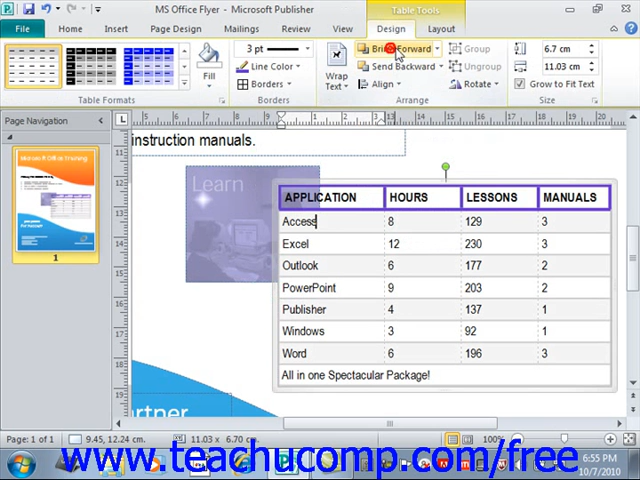 MS Office Flyer - Microsoft Publisher
Table Tools
File Home Insert Mailings Review View Design Layout
Table Formats
Fill
3 pt
Line Color
Borders
Borders
Wrap
Text
Bring Forward
Send Backward
Align
Group
Ungroup
Rotate
Arrange
6.7 cm
11.03 cm
Grow to Fit Text
Size
Page Navigation
1
instruction manuals.
Learn
APPLICATION HOURS LESSONS MANUALS
Access 8 129 3
Excel 12 230 3
Outlook 6 177 2
PowerPoint 9 203 2
Publisher 4 137 1
Windows 3 92 1
Word 6 196 3
All in one Spectacular Package!
Page: 1 of 1
9.45, 12.24 cm.
11.03 x 6.70 cm.
100%
www.teachucomp.com/free
6:55 PM
10/7/2010